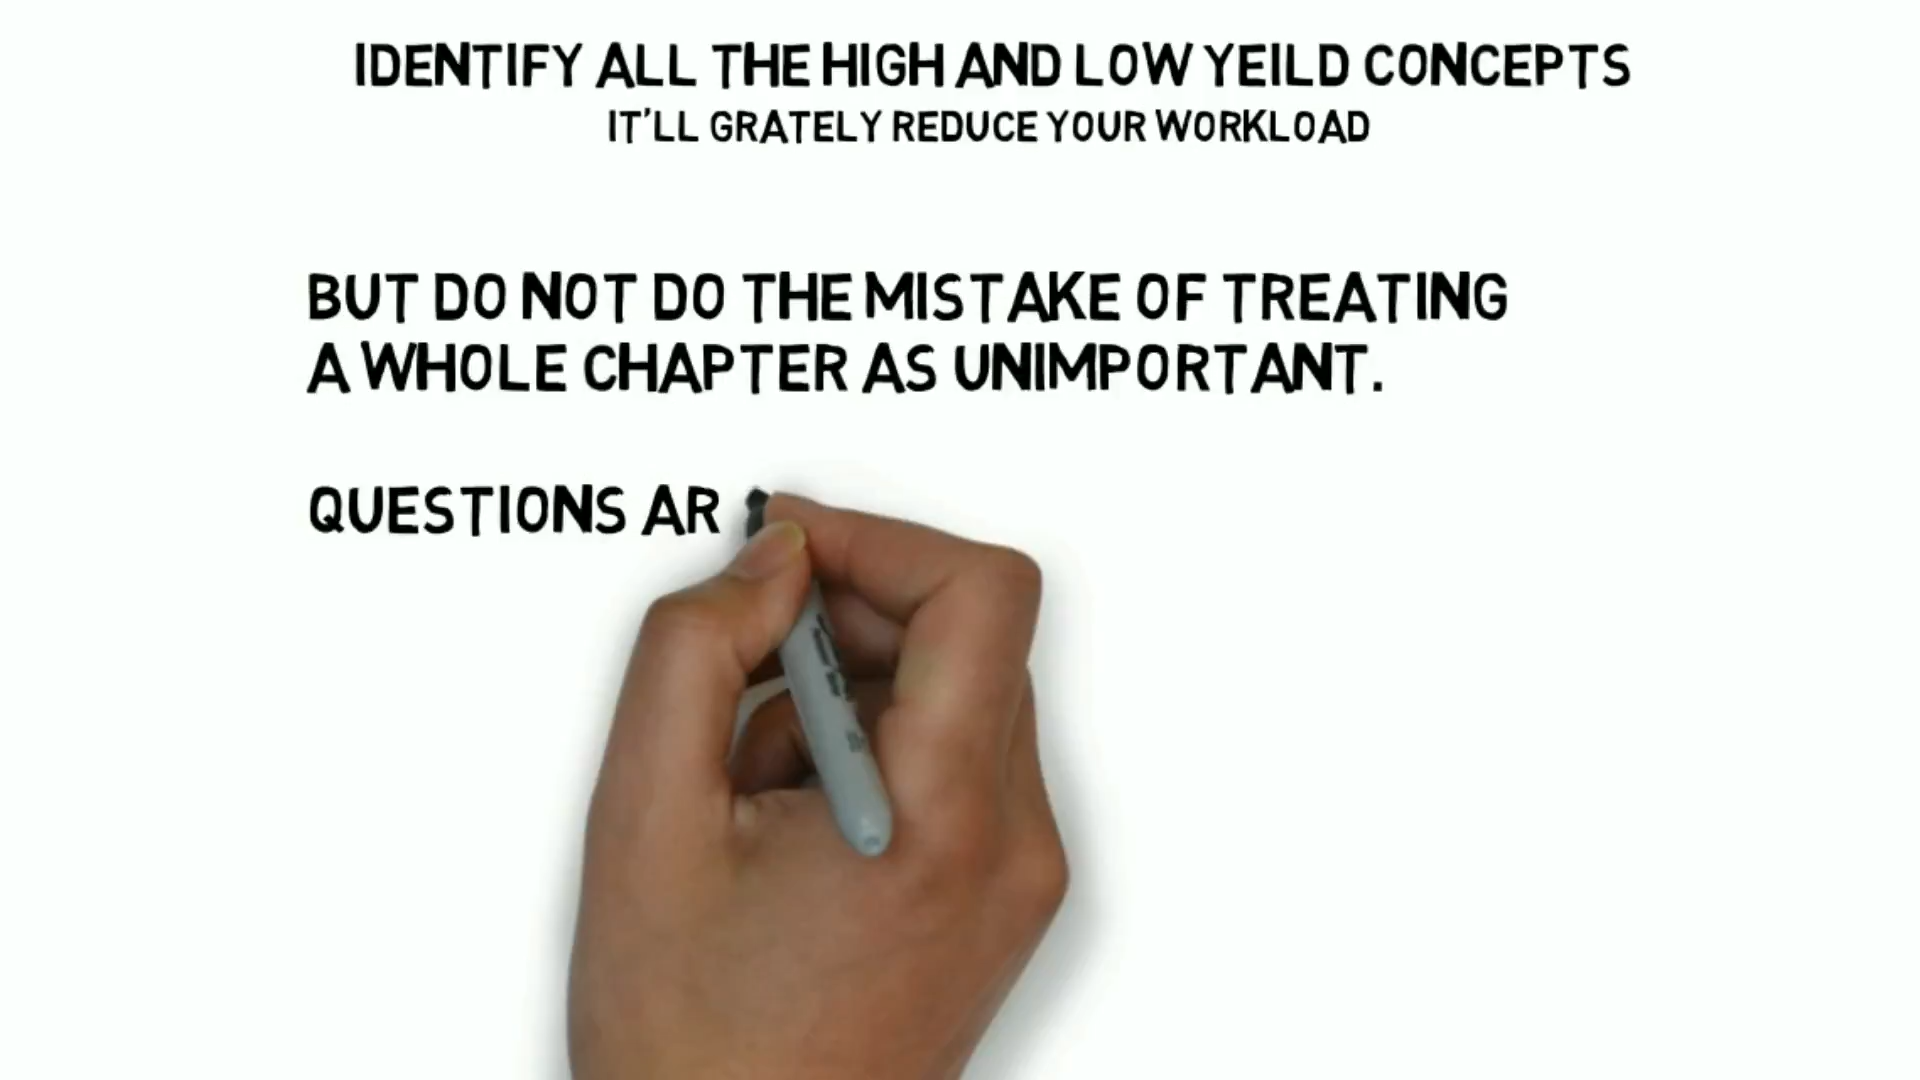 IDENTIFY ALL THE HIGH AND LOW YEILD CONCEPTS
IT'LL GRATELY REDUCE YOUR WORKLOAD
BUT DO NOT DO THE MISTAKE OF TREATING
A WHOLE CHAPTER AS UNIMPORTANT.
QUESTIONS AR